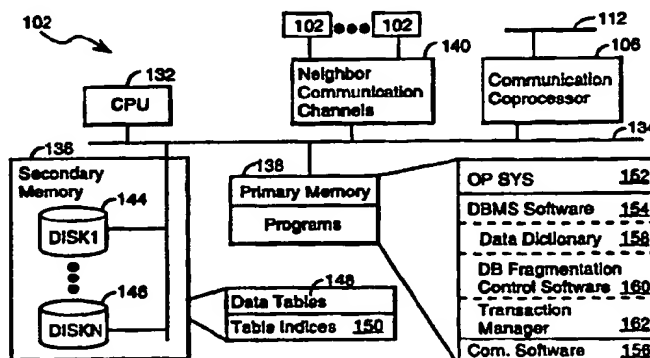 102
102 ●●● 102
112
140
106
132
CPU
Neighbor
Communication
Channels
Communication
Coprocessor
134
136
Secondary
Memory
144
DISK1
146
DISKN
138
Primary Memory
Programs
148
Data Tables
Table Indices 150
OP SYS 152
DBMS Software 154
Data Dictionary 158
DB Fragmentation
Control Software 160
Transaction
Manager 162
Com. Software 156